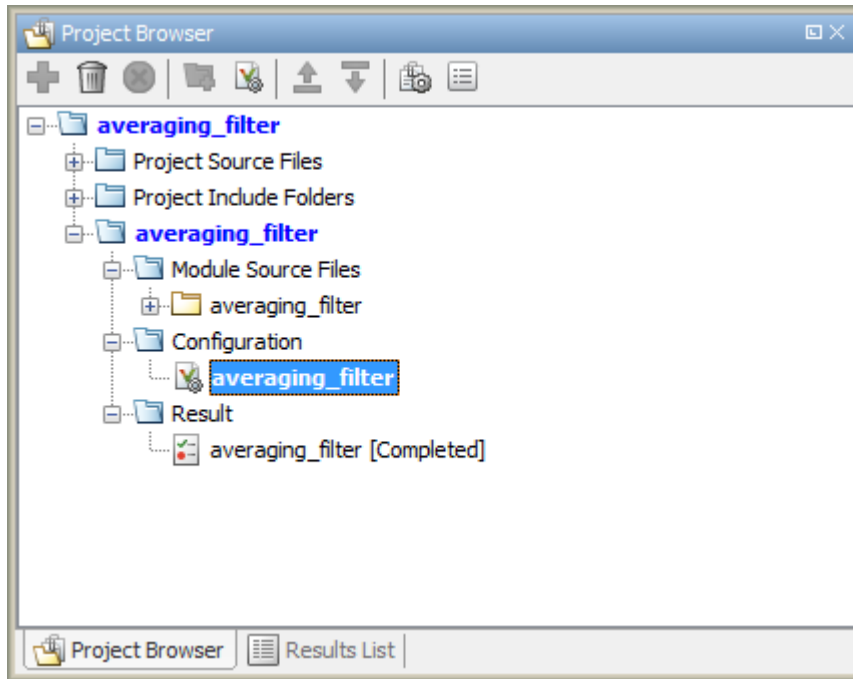 Project Browser
averaging_filter
Project Source Files
Project Include Folders
averaging_filter
Module Source Files
averaging_filter
Configuration
averaging_filter
Result
averaging_filter [Completed]
Project Browser Results List